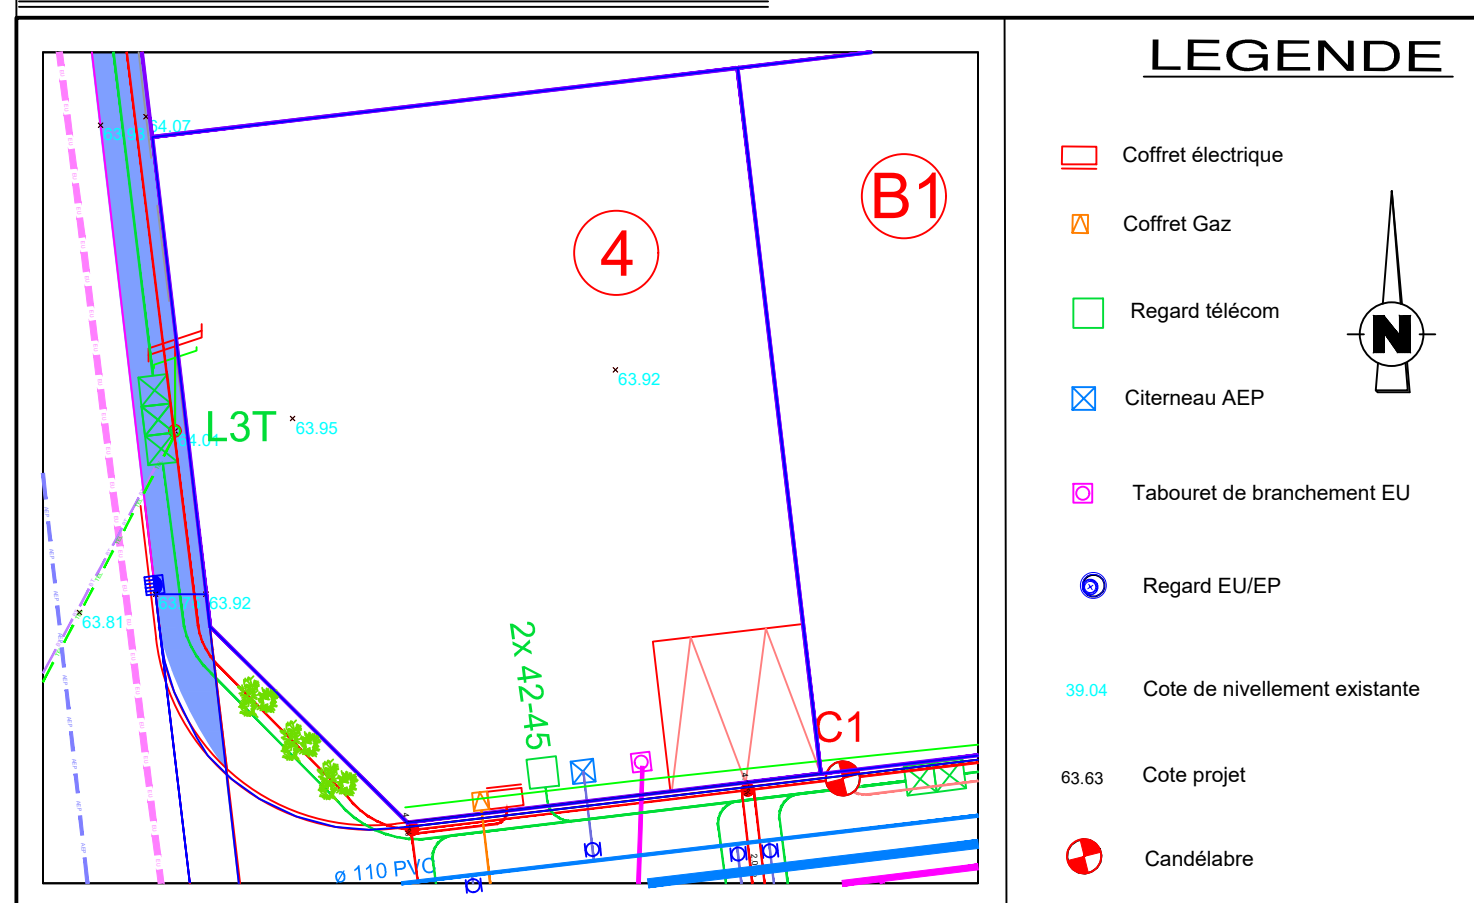 LEGENDE
Coffret électrique
Coffret Gaz
Regard télécom
Citerneau AEP
Tabouret de branchement EU
Regard EU/EP
39.04 Cote de nivellement existante
63.63 Cote projet
Candélabre
N
64.07
B1
4
63.92
L3T
63.95
63.92
63.81
2x 42-45
C1
ø 110 PVC